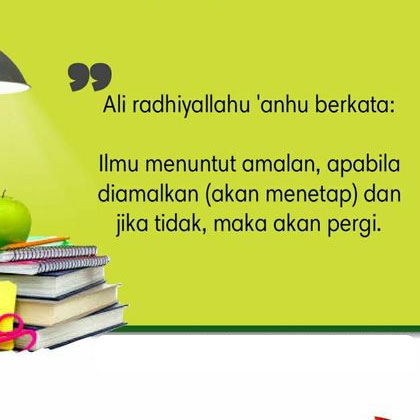 Ali radhiyallahu 'anhu berkata:
Ilmu menuntut amalan, apabila
diamalkan (akan menetap) dan
jika tidak, maka akan pergi.